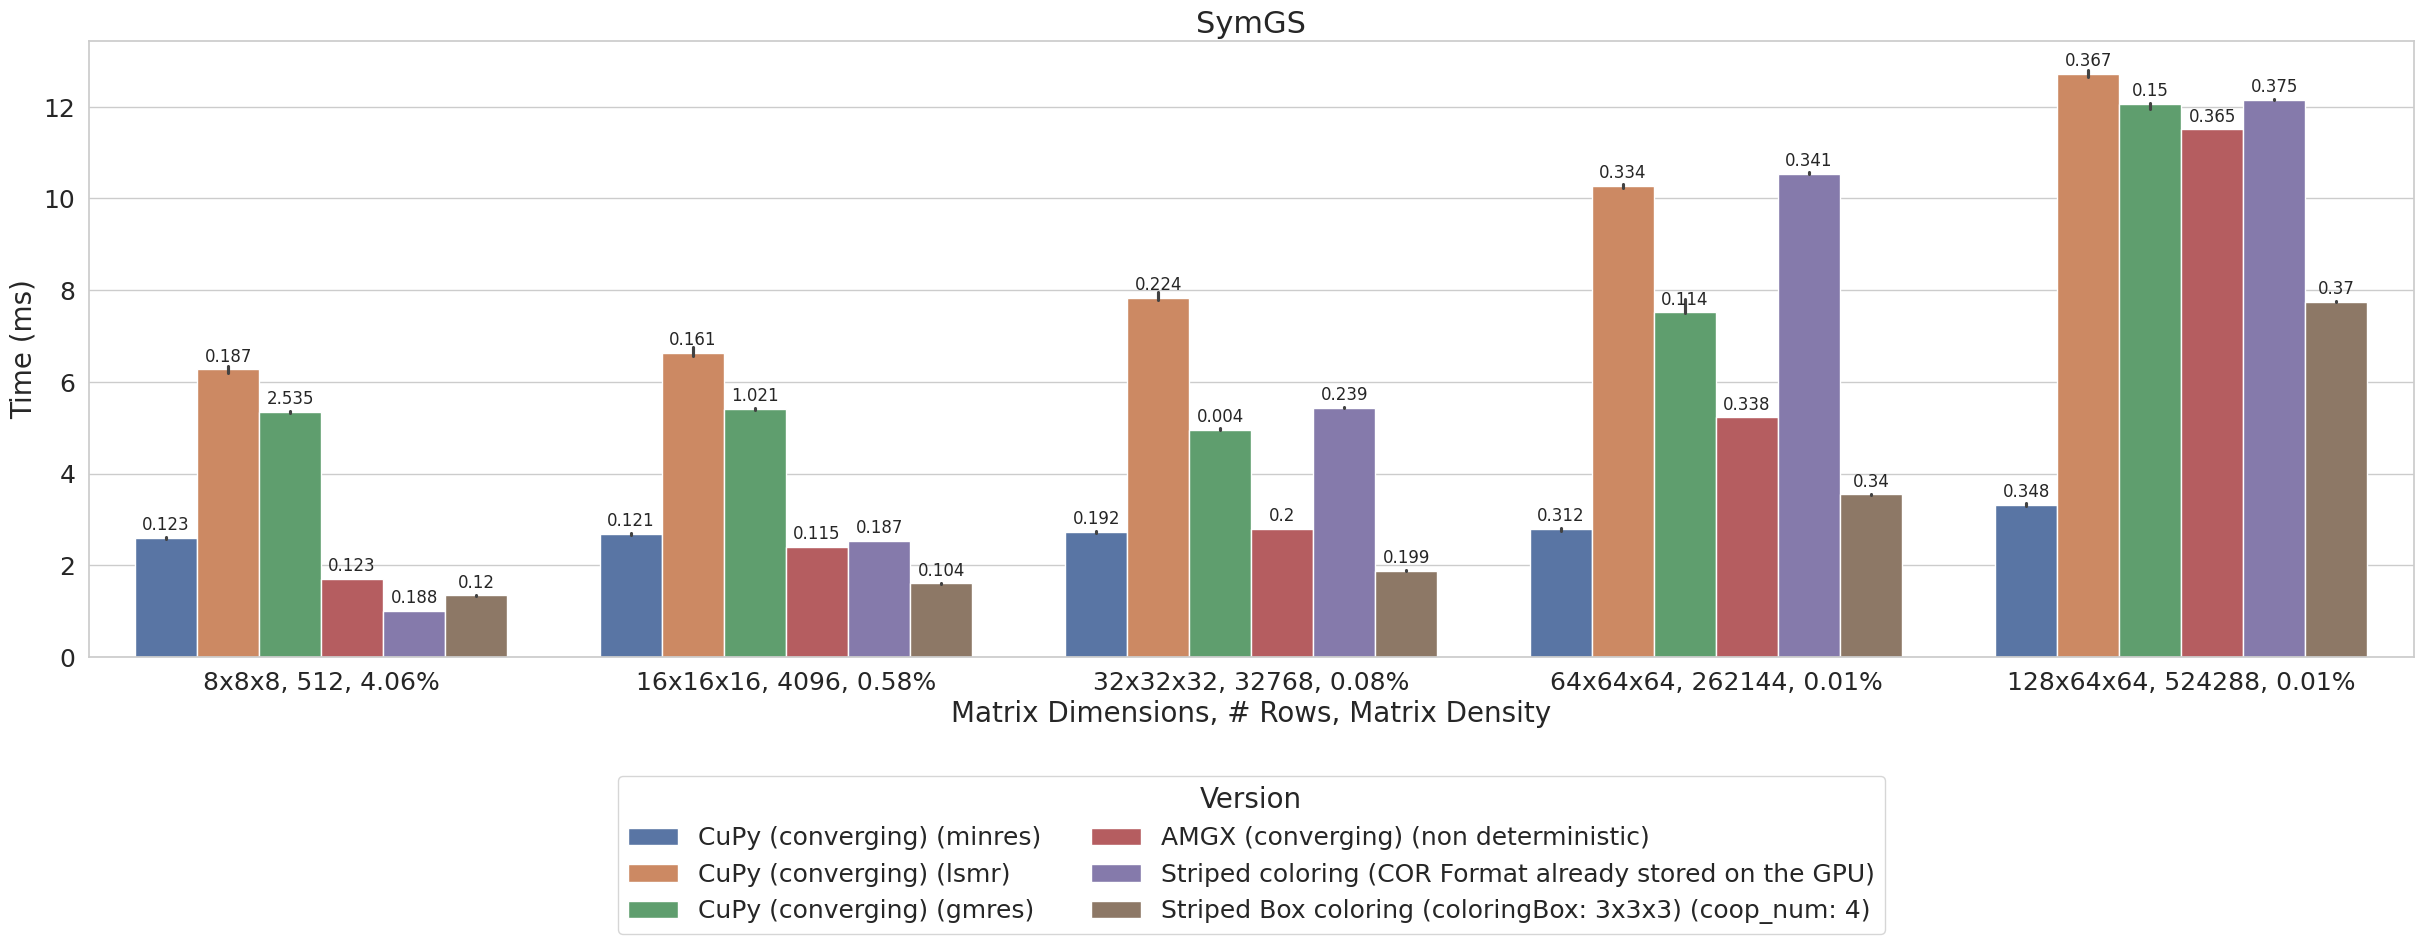 SymGS
Time (ms)
12
10
8
6
4
2
0
0.123
0.187
2.535
0.123
0.188
0.12
0.121
0.161
1.021
0.115
0.187
0.104
0.192
0.224
0.004
0.2
0.239
0.199
0.312
0.334
0.114
0.338
0.341
0.34
0.348
0.367
0.15
0.365
0.375
0.37
8x8x8, 512, 4.06%
16x16x16, 4096, 0.58%
32x32x32, 32768, 0.08%
64x64x64, 262144, 0.01%
128x64x64, 524288, 0.01%
Matrix Dimensions, # Rows, Matrix Density
Version
CuPy (converging) (minres)
CuPy (converging) (lsmr)
CuPy (converging) (gmres)
AMGX (converging) (non deterministic)
Striped coloring (COR Format already stored on the GPU)
Striped Box coloring (coloringBox: 3x3x3) (coop_num: 4)